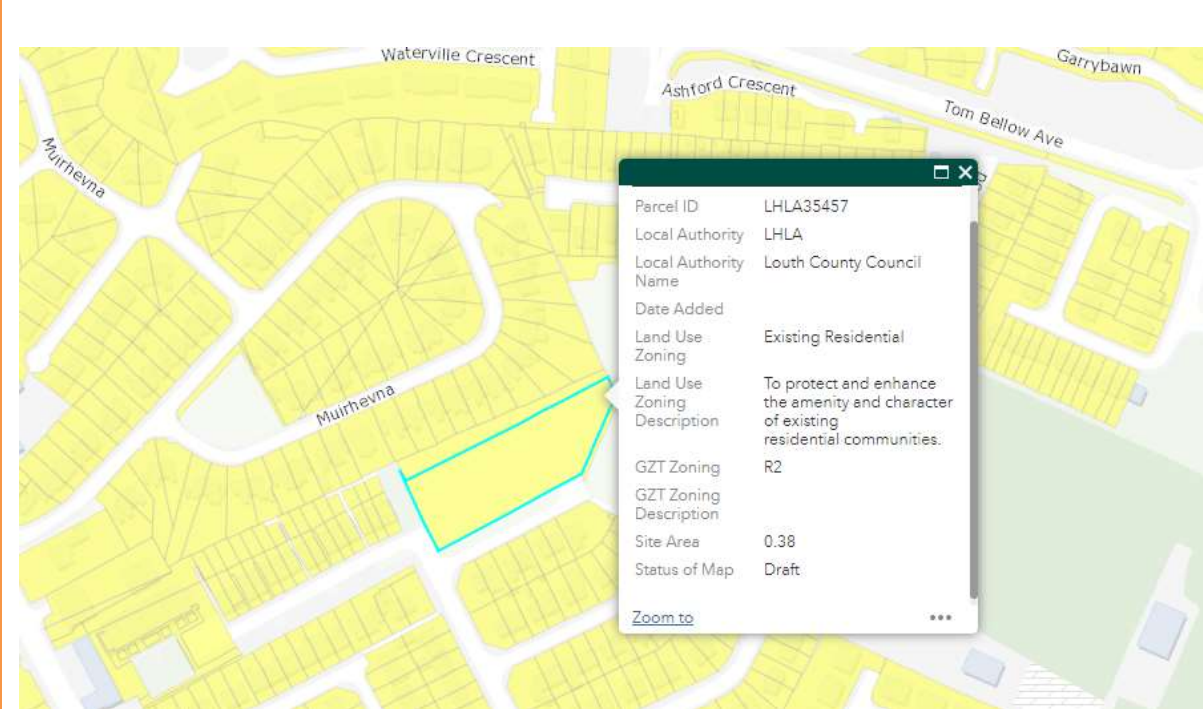 Waterville Crescent
Garrybawn
Ashford Crescent
Tom Bellow Ave
Muirhevna
Parcel ID LHLA35457
Local Authority LHLA
Local Authority Name Louth County Council
Date Added
Land Use Zoning Existing Residential
Land Use Zoning Description To protect and enhance the amenity and character of existing residential communities.
GZT Zoning R2
GZT Zoning Description
Site Area 0.38
Status of Map Draft
Muirhevna
Zoom to